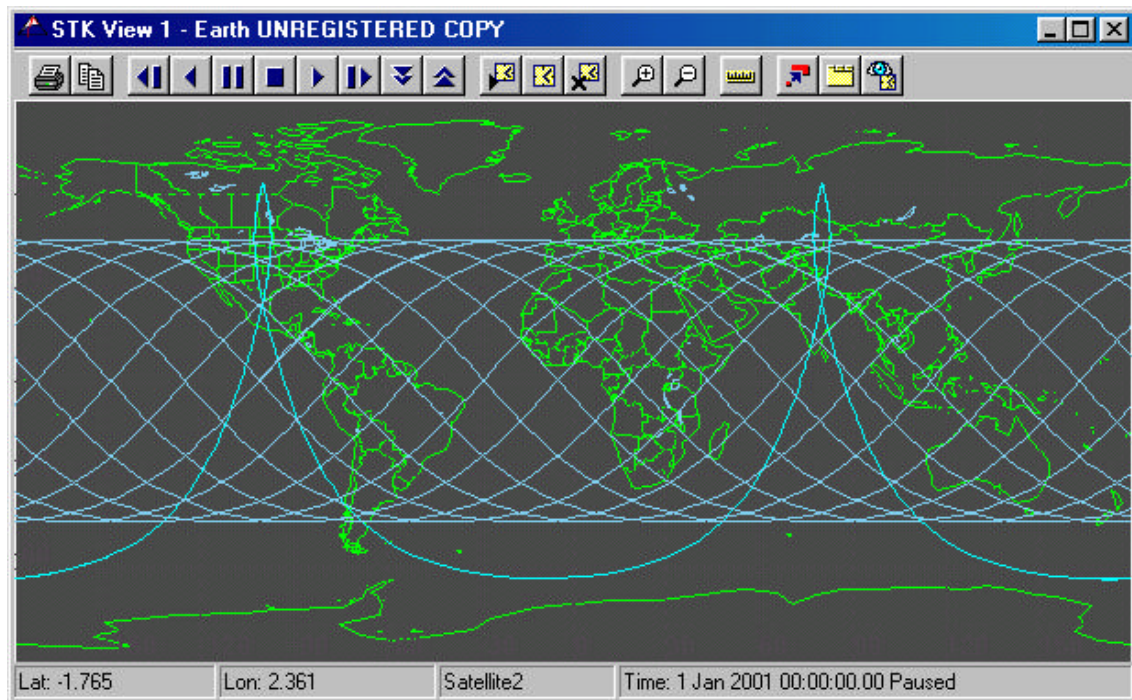 STK View 1 - Earth UNREGISTERED COPY
Lat: -1.765 Lon: 2.361 Satellite2 Time: 1 Jan 2001 00:00:00.00 Paused